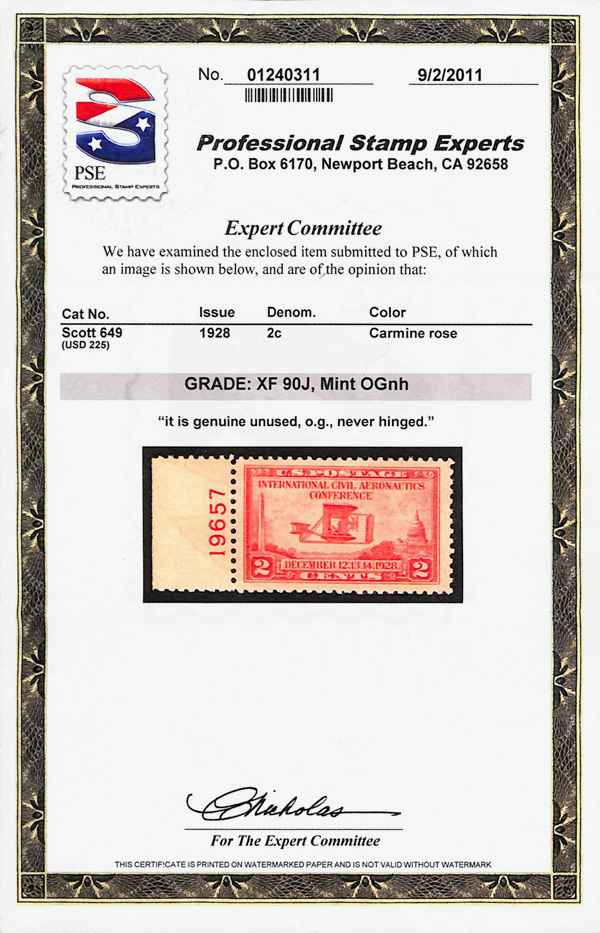 No. 01240311 9/2/2011
PSE
PROFESSIONAL STAMP EXPERTS
Professional Stamp Experts
P.O. Box 6170, Newport Beach, CA 92658
Expert Committee
We have examined the enclosed item submitted to PSE, of which
an image is shown below, and are of the opinion that:
Cat No. Issue Denom. Color
Scott 649 1928 2c Carmine rose
(USD 225)
GRADE: XF 90J, Mint OGnh
“it is genuine unused, o.g., never hinged.”
19657
U.S. POSTAGE
INTERNATIONAL CIVIL AERONAUTICS
CONFERENCE
DECEMBER 12.13.14.1928
2 CENTS 2
Nicholas
For The Expert Committee
THIS CERTIFICATE IS PRINTED ON WATERMARKED PAPER AND IS NOT VALID WITHOUT WATERMARK